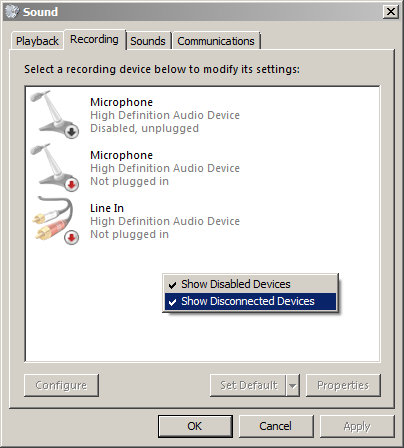 Sound
Playback Recording Sounds Communications
Select a recording device below to modify its settings:
Microphone
High Definition Audio Device
Disabled, unplugged
Microphone
High Definition Audio Device
Not plugged in
Line In
High Definition Audio Device
Not plugged in
Show Disabled Devices
Show Disconnected Devices
Configure Set Default Properties
OK Cancel Apply